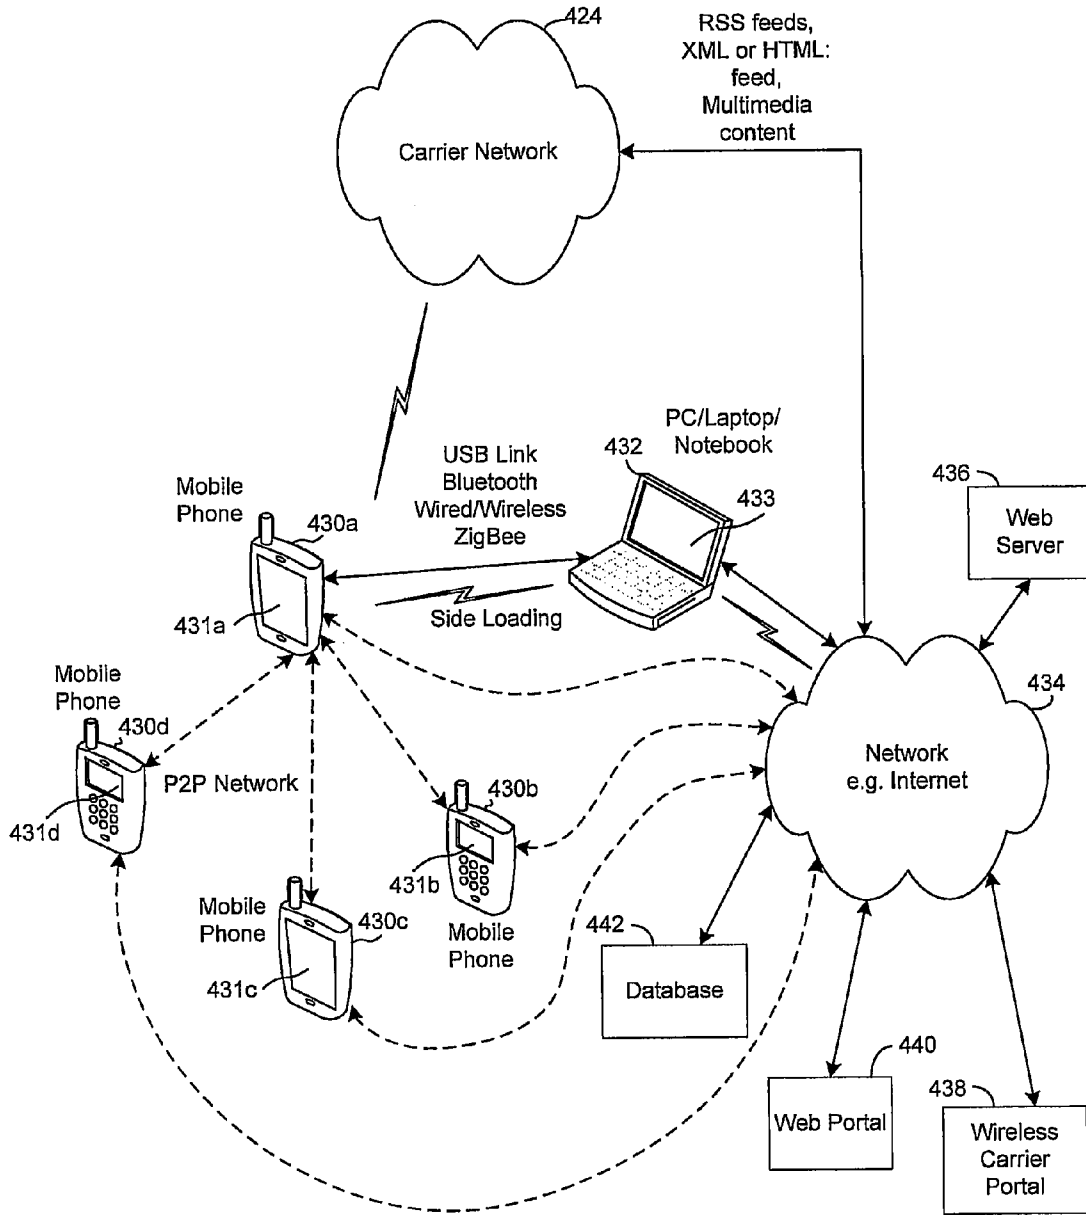 424
RSS feeds,
XML or HTML:
feed,
Multimedia
content
Carrier Network
PC/Laptop/
Notebook
432
433
USB Link
Bluetooth
Wired/Wireless
ZigBee
Side Loading
Mobile
Phone
430a
431a
436
Web
Server
434
Network
e.g. Internet
Mobile
Phone
430d
431d
P2P Network
430b
431b
Mobile
Phone
Mobile
Phone
430c
431c
442
Database
440
Web Portal
438
Wireless
Carrier
Portal